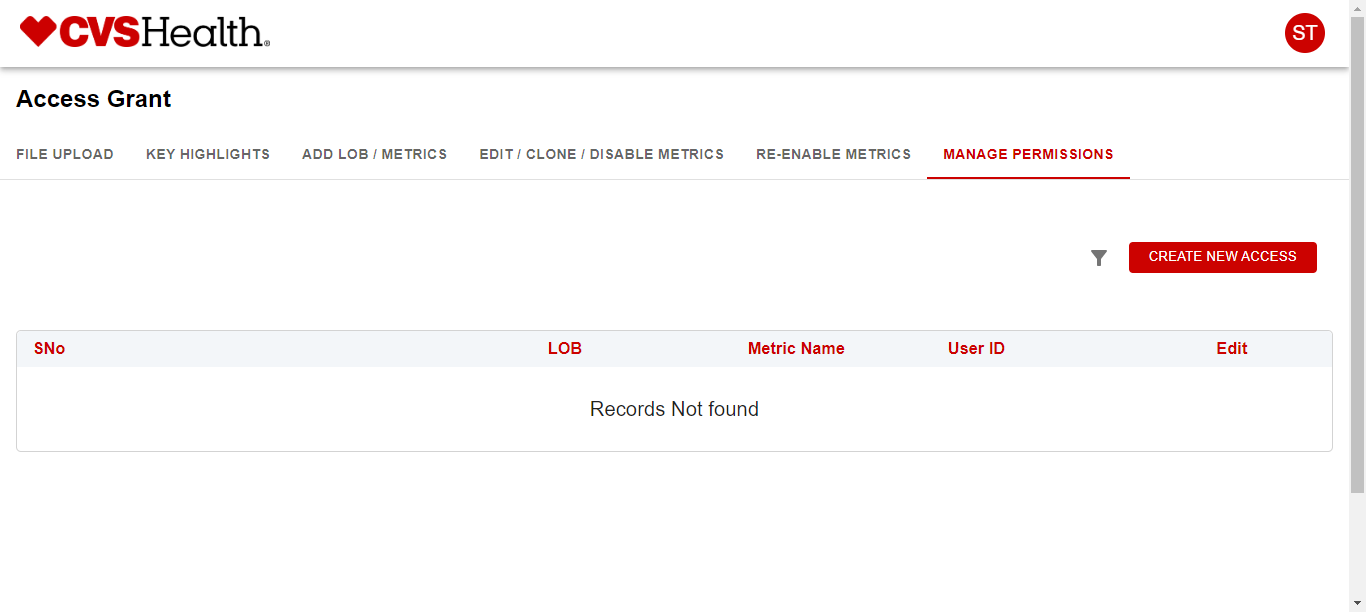 CVSHealth®
ST
Access Grant
FILE UPLOAD KEY HIGHLIGHTS ADD LOB / METRICS EDIT / CLONE / DISABLE METRICS RE-ENABLE METRICS MANAGE PERMISSIONS
CREATE NEW ACCESS
SNo LOB Metric Name User ID Edit
Records Not found